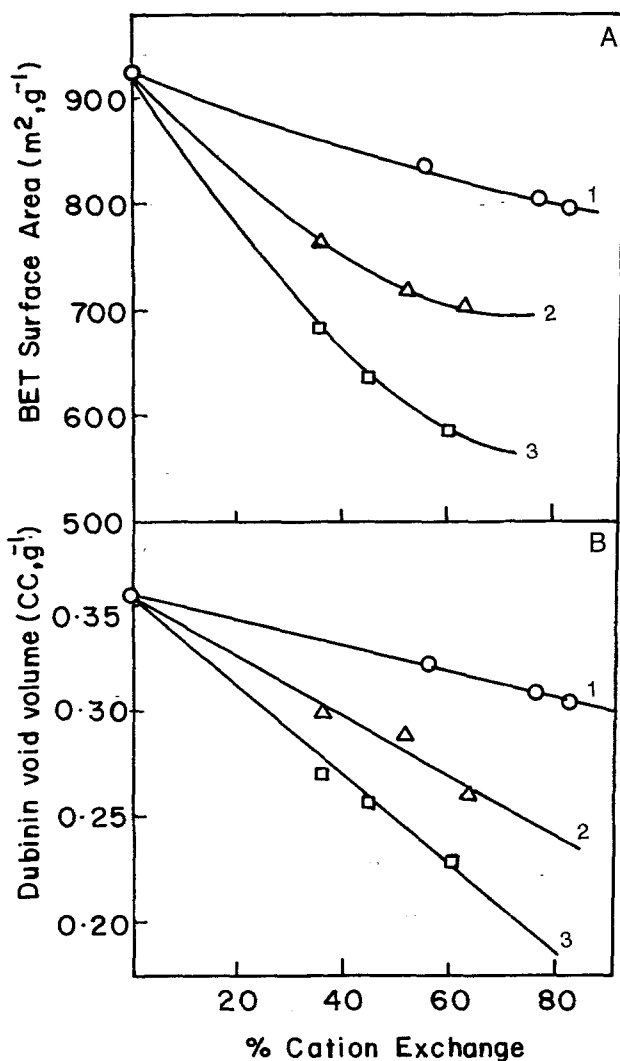 A
BET Surface Area (m²,g⁻¹)
900
800
700
600
500
1
2
3
B
Dubinin void volume (CC,g⁻¹)
0·35
0·30
0·25
0·20
1
2
3
20 40 60 80
% Cation Exchange